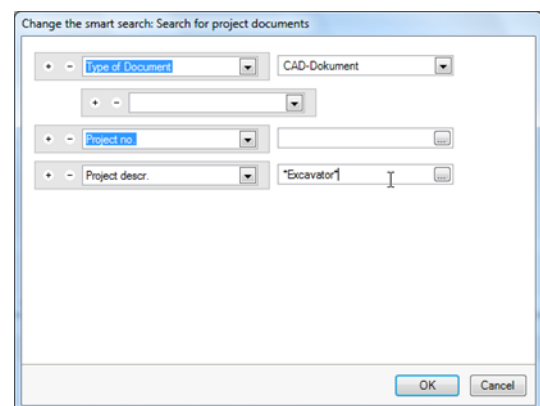 Change the smart search: Search for project documents
+ - Type of Document CAD-Dokument
+ -
+ - Project no. ...
+ - Project descr. *Excavator* ...
OK Cancel